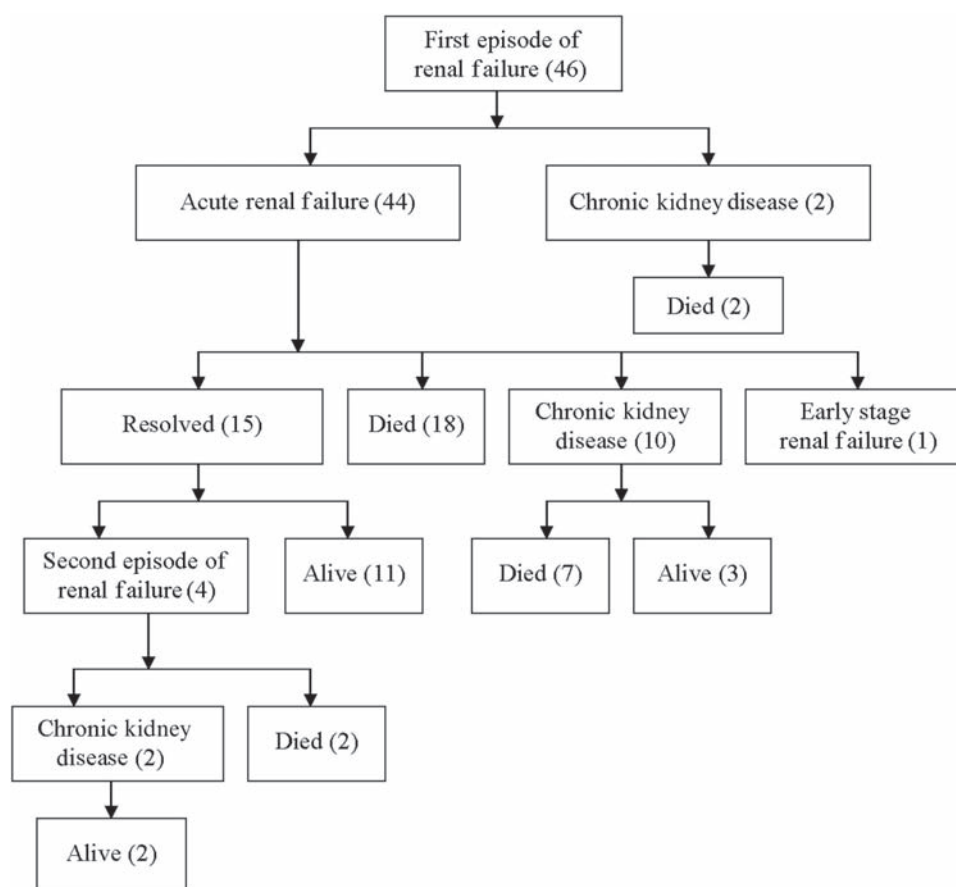 First episode of
renal failure (46)
Acute renal failure (44)
Chronic kidney disease (2)
Died (2)
Resolved (15)
Died (18)
Chronic kidney
disease (10)
Early stage
renal failure (1)
Second episode of
renal failure (4)
Alive (11)
Died (7)
Alive (3)
Chronic kidney
disease (2)
Died (2)
Alive (2)